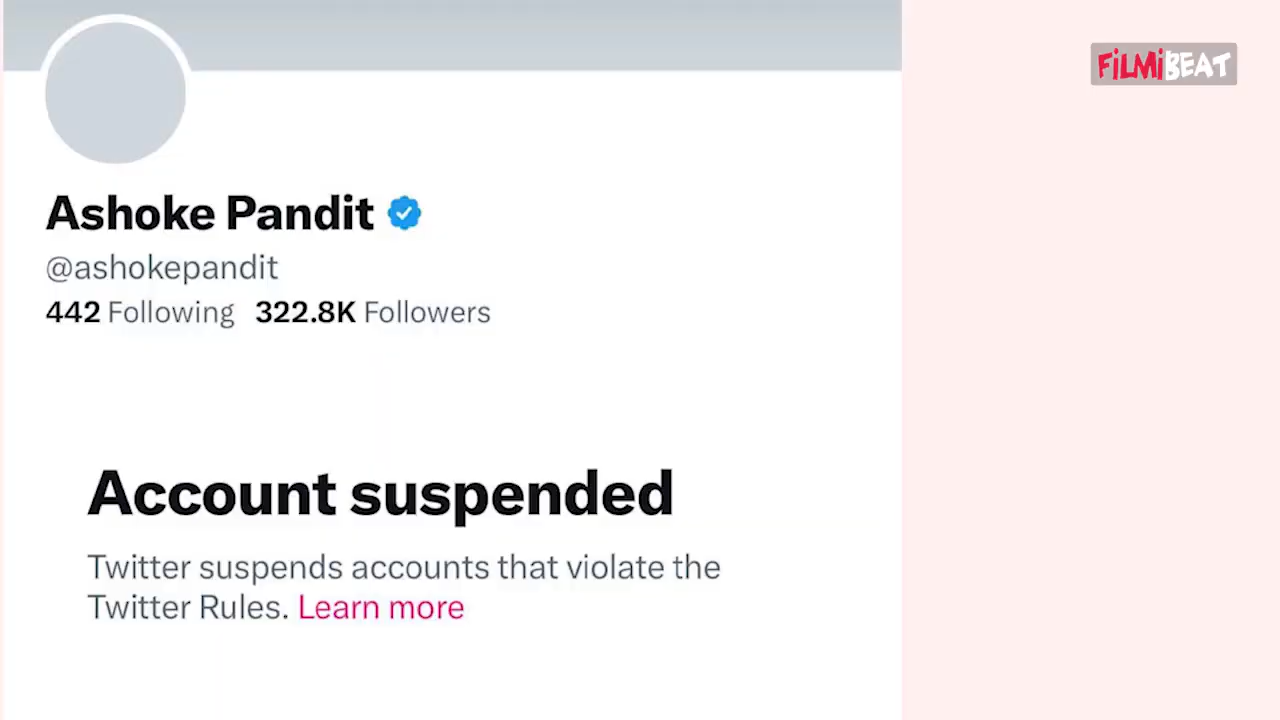 FILMIBEAT
Ashoke Pandit
@ashokepandit
442 Following 322.8K Followers
Account suspended
Twitter suspends accounts that violate the
Twitter Rules. Learn more